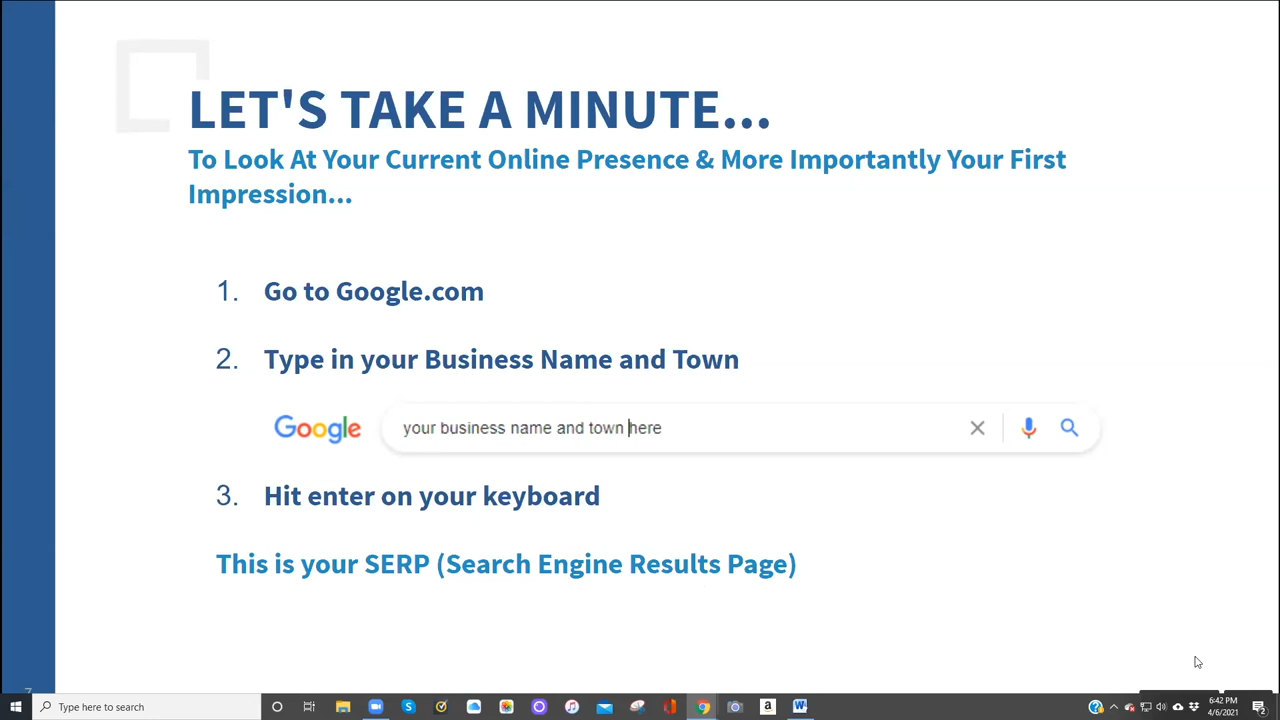 LET'S TAKE A MINUTE...
To Look At Your Current Online Presence & More Importantly Your First
Impression...
1. Go to Google.com
2. Type in your Business Name and Town
Google your business name and town here
3. Hit enter on your keyboard
This is your SERP (Search Engine Results Page)
7
Type here to search
6:42 PM
4/6/2021